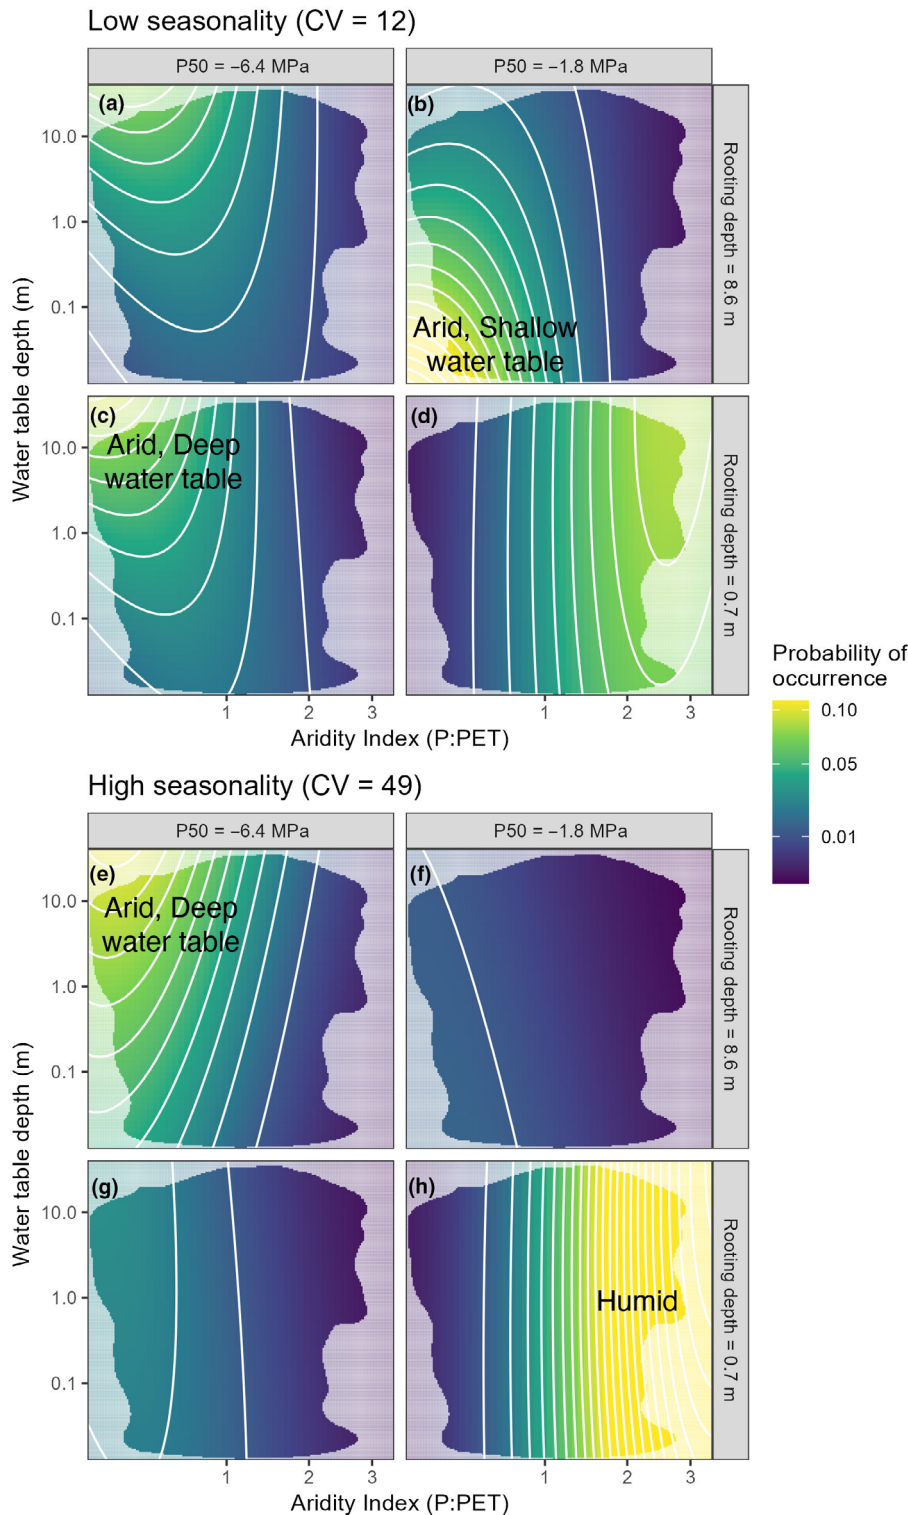 Low seasonality (CV = 12)
P50 = −6.4 MPa
P50 = −1.8 MPa
(a)
(b)
10.0
1.0
0.1
Arid, Shallow
water table
Rooting depth = 8.6 m
Water table depth (m)
(c)
(d)
Arid, Deep
water table
10.0
1.0
0.1
Rooting depth = 0.7 m
1
2
3
1
2
3
Aridity Index (P:PET)
Probability of
occurrence
0.10
0.05
0.01
High seasonality (CV = 49)
P50 = −6.4 MPa
P50 = −1.8 MPa
(e)
(f)
Arid, Deep
water table
10.0
1.0
0.1
Rooting depth = 8.6 m
Water table depth (m)
(g)
(h)
10.0
1.0
0.1
Humid
Rooting depth = 0.7 m
1
2
3
1
2
3
Aridity Index (P:PET)